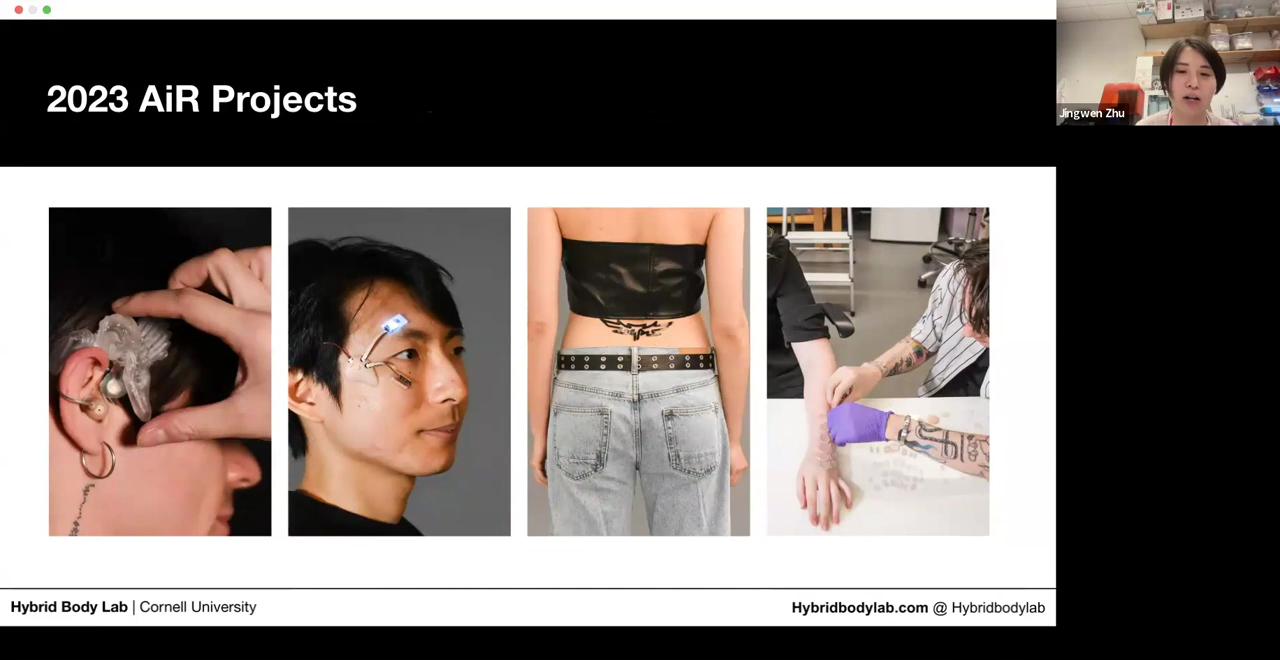 2023 AiR Projects
Jingwen Zhu
Hybrid Body Lab | Cornell University
Hybridbodylab.com @ Hybridbodylab